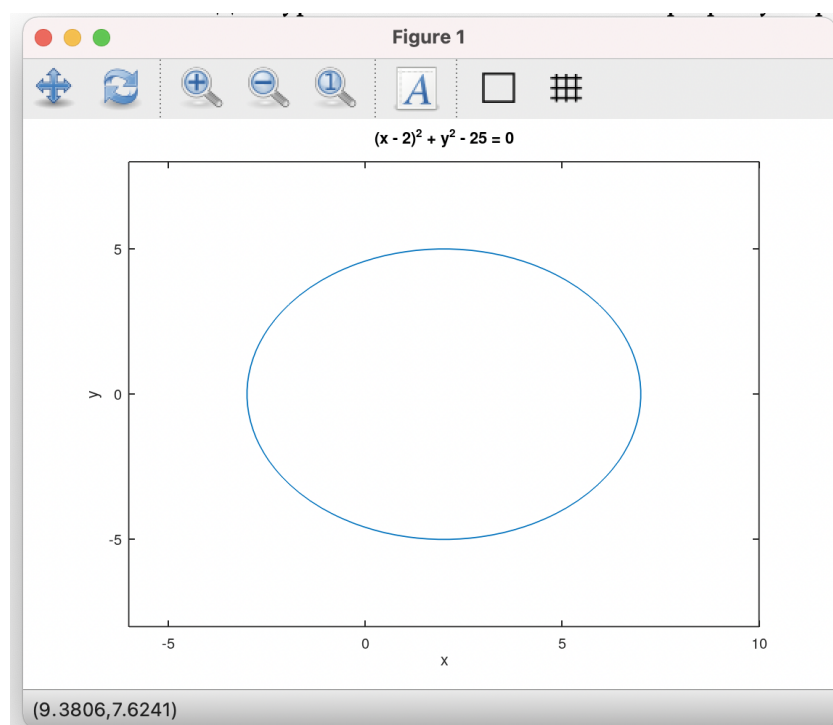 Figure 1
A
(x - 2)² + y² - 25 = 0
5
y 0
-5
-5 0 5 10
x
(9.3806,7.6241)